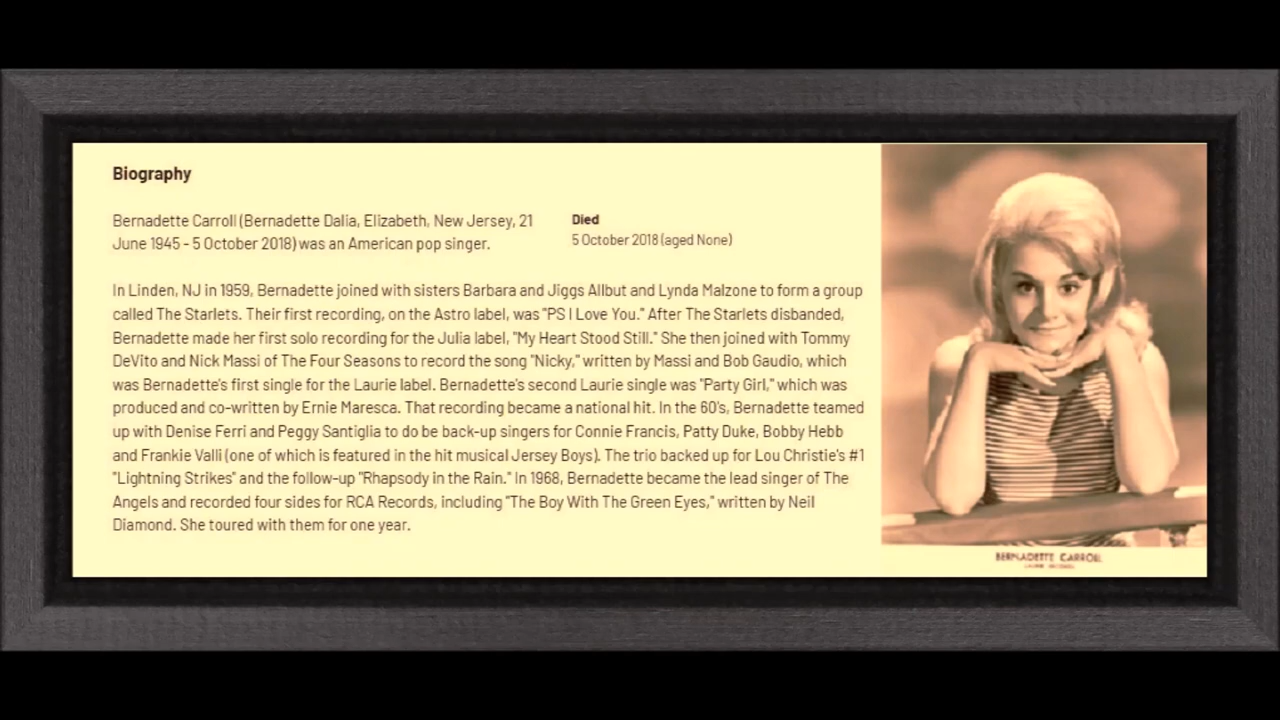 Biography
Bernadette Carroll (Bernadette Dalia, Elizabeth, New Jersey, 21
June 1945 - 5 October 2018) was an American pop singer.
Died
5 October 2018 (aged None)
In Linden, NJ in 1959, Bernadette joined with sisters Barbara and Jiggs Allbut and Lynda Malzone to form a group
called The Starlets. Their first recording, on the Astro label, was "PS I Love You." After The Starlets disbanded,
Bernadette made her first solo recording for the Julia label, "My Heart Stood Still." She then joined with Tommy
DeVito and Nick Massi of The Four Seasons to record the song "Nicky," written by Massi and Bob Gaudio, which
was Bernadette's first single for the Laurie label. Bernadette's second Laurie single was "Party Girl," which was
produced and co-written by Ernie Maresca. That recording became a national hit. In the 60's, Bernadette teamed
up with Denise Ferri and Peggy Santiglia to do be back-up singers for Connie Francis, Patty Duke, Bobby Hebb
and Frankie Valli (one of which is featured in the hit musical Jersey Boys). The trio backed up for Lou Christie's #1
"Lightning Strikes" and the follow-up "Rhapsody in the Rain." In 1968, Bernadette became the lead singer of The
Angels and recorded four sides for RCA Records, including "The Boy With The Green Eyes," written by Neil
Diamond. She toured with them for one year.
BERNADETTE CARROLL